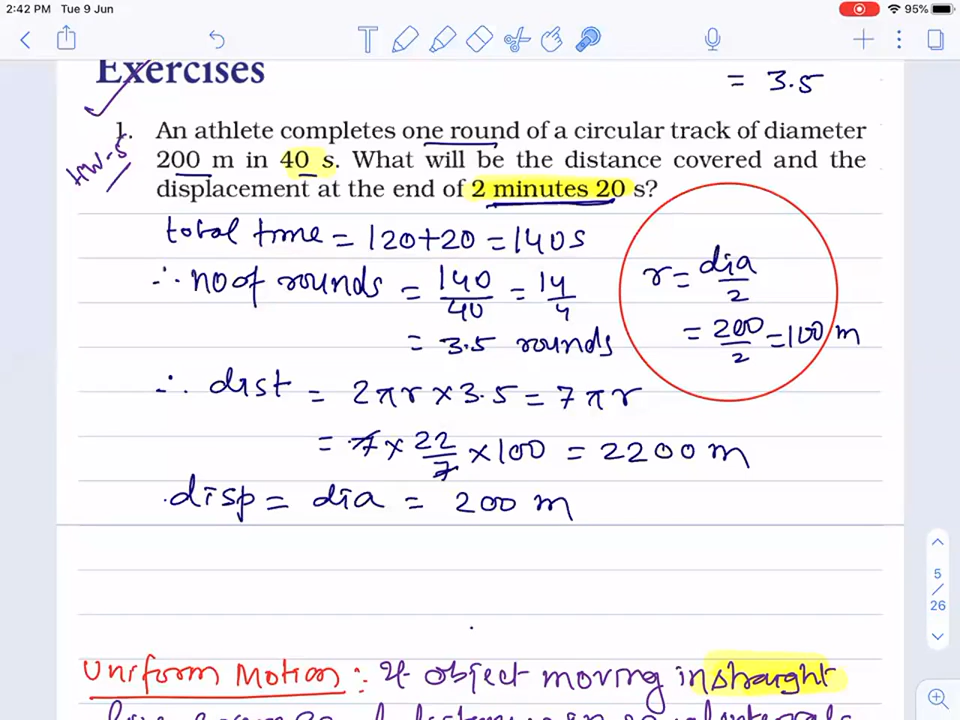 2:42 PM Tue 9 Jun
95%
Exercises
= 3.5
HW-5
1. An athlete completes one round of a circular track of diameter
200 m in 40 s. What will be the distance covered and the
displacement at the end of 2 minutes 20 s?
total time = 120+20 = 140s
∴ no of rounds = 140/40 = 14/4
= 3.5 rounds
r = dia/2
= 200/2 = 100 m
∴ dist = 2πr × 3.5 = 7πr
= 7 × 22/7 × 100 = 2200 m
disp = dia = 200 m
5
/
26
Uniform Motion : If object moving in straight